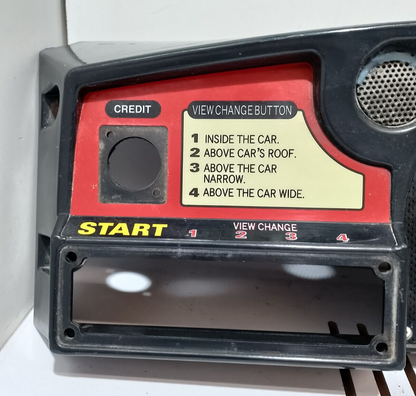 CREDIT
VIEW CHANGE BUTTON
1 INSIDE THE CAR.
2 ABOVE CAR'S ROOF.
3 ABOVE THE CAR
NARROW.
4 ABOVE THE CAR WIDE.
START
VIEW CHANGE
1 2 3 4